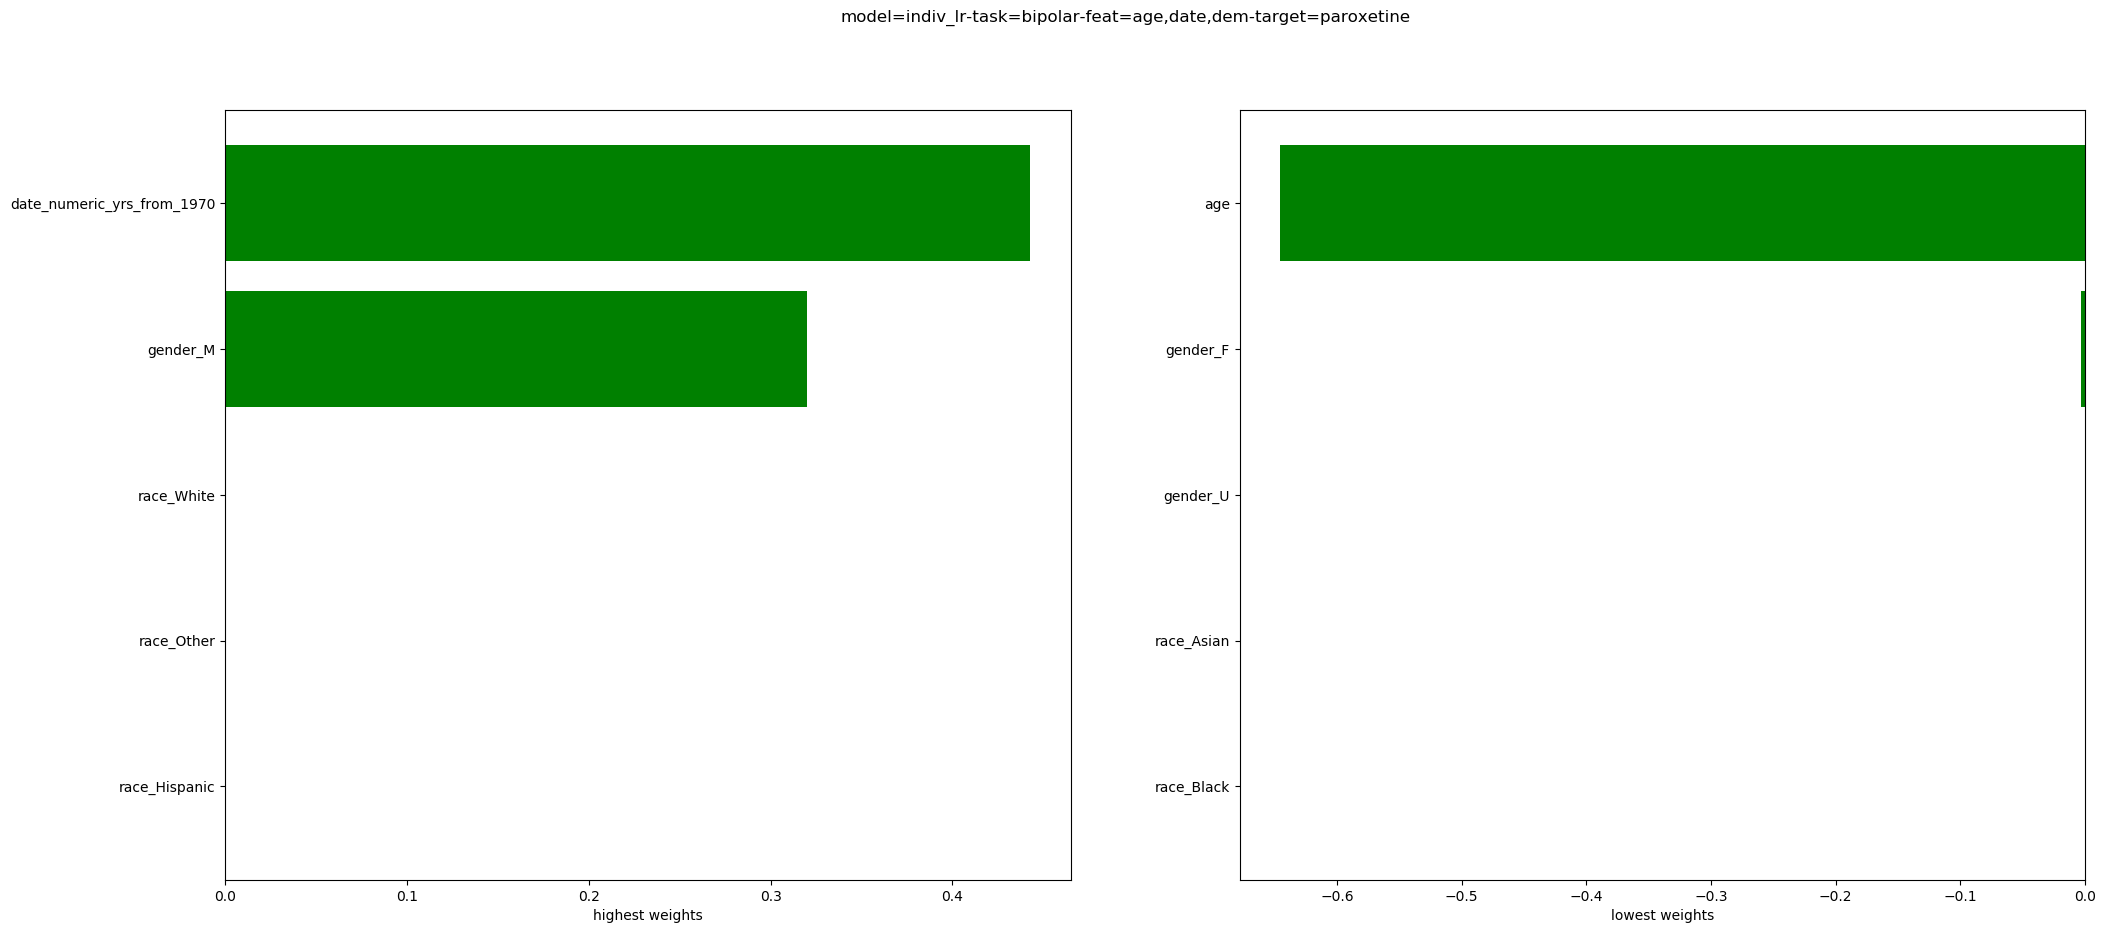 model=indiv_lr-task=bipolar-feat=age,date,dem-target=paroxetine
date_numeric_yrs_from_1970
gender_M
race_White
race_Other
race_Hispanic
0.0 0.1 0.2 0.3 0.4
highest weights
age
gender_F
gender_U
race_Asian
race_Black
−0.6 −0.5 −0.4 −0.3 −0.2 −0.1 0.0
lowest weights